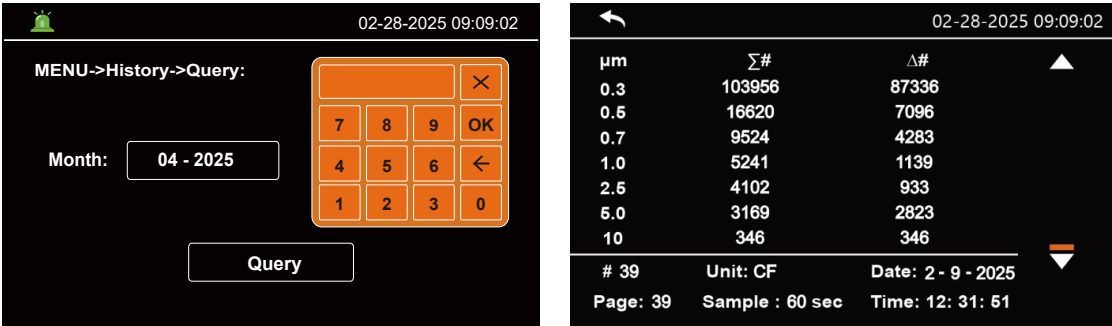 02-28-2025 09:09:02
MENU->History->Query:
Month: 04 - 2025
7 8 9 OK
4 5 6 ←
1 2 3 0
Query
02-28-2025 09:09:02
µm ∑# ∆#
0.3 103956 87336
0.5 16620 7096
0.7 9524 4283
1.0 5241 1139
2.5 4102 933
5.0 3169 2823
10 346 346
# 39 Unit: CF Date: 2 - 9 - 2025
Page: 39 Sample : 60 sec Time: 12: 31: 51